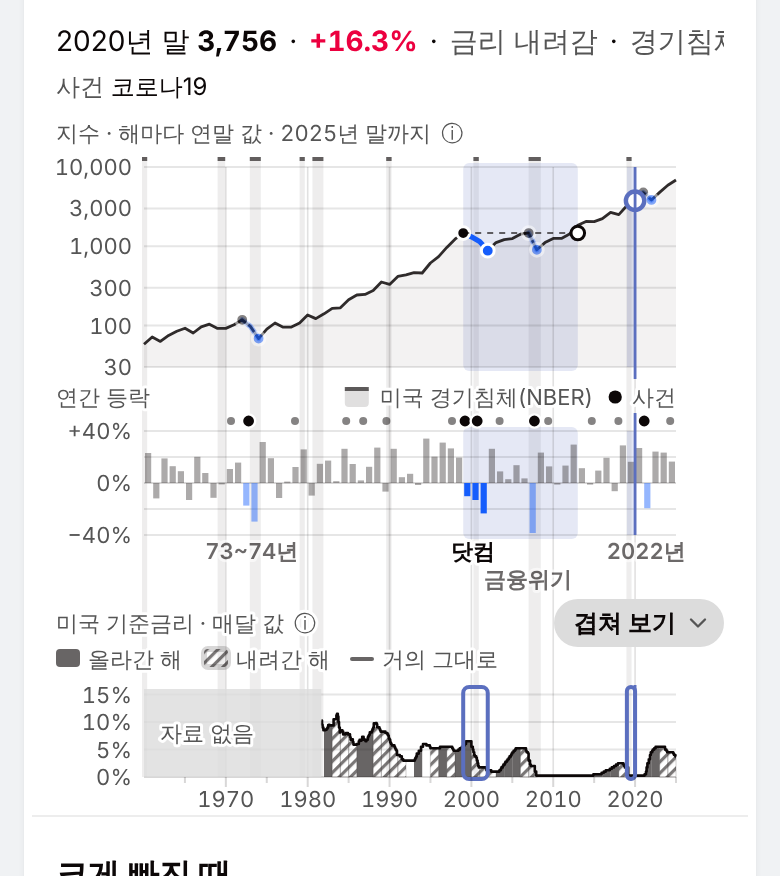 2020년 말 3,756 · +16.3% · 금리 내려감 · 경기침체
사건 코로나19
지수 · 해마다 연말 값 · 2025년 말까지 ⓘ
10,000
3,000
1,000
300
100
30
연간 등락
미국 경기침체(NBER) ● 사건
+40%
0%
−40%
73~74년 닷컴 2022년
금융위기
미국 기준금리 · 매달 값 ⓘ
겹쳐 보기
올라간 해 내려간 해 거의 그대로
15%
10%
5%
0%
자료 없음
1970 1980 1990 2000 2010 2020